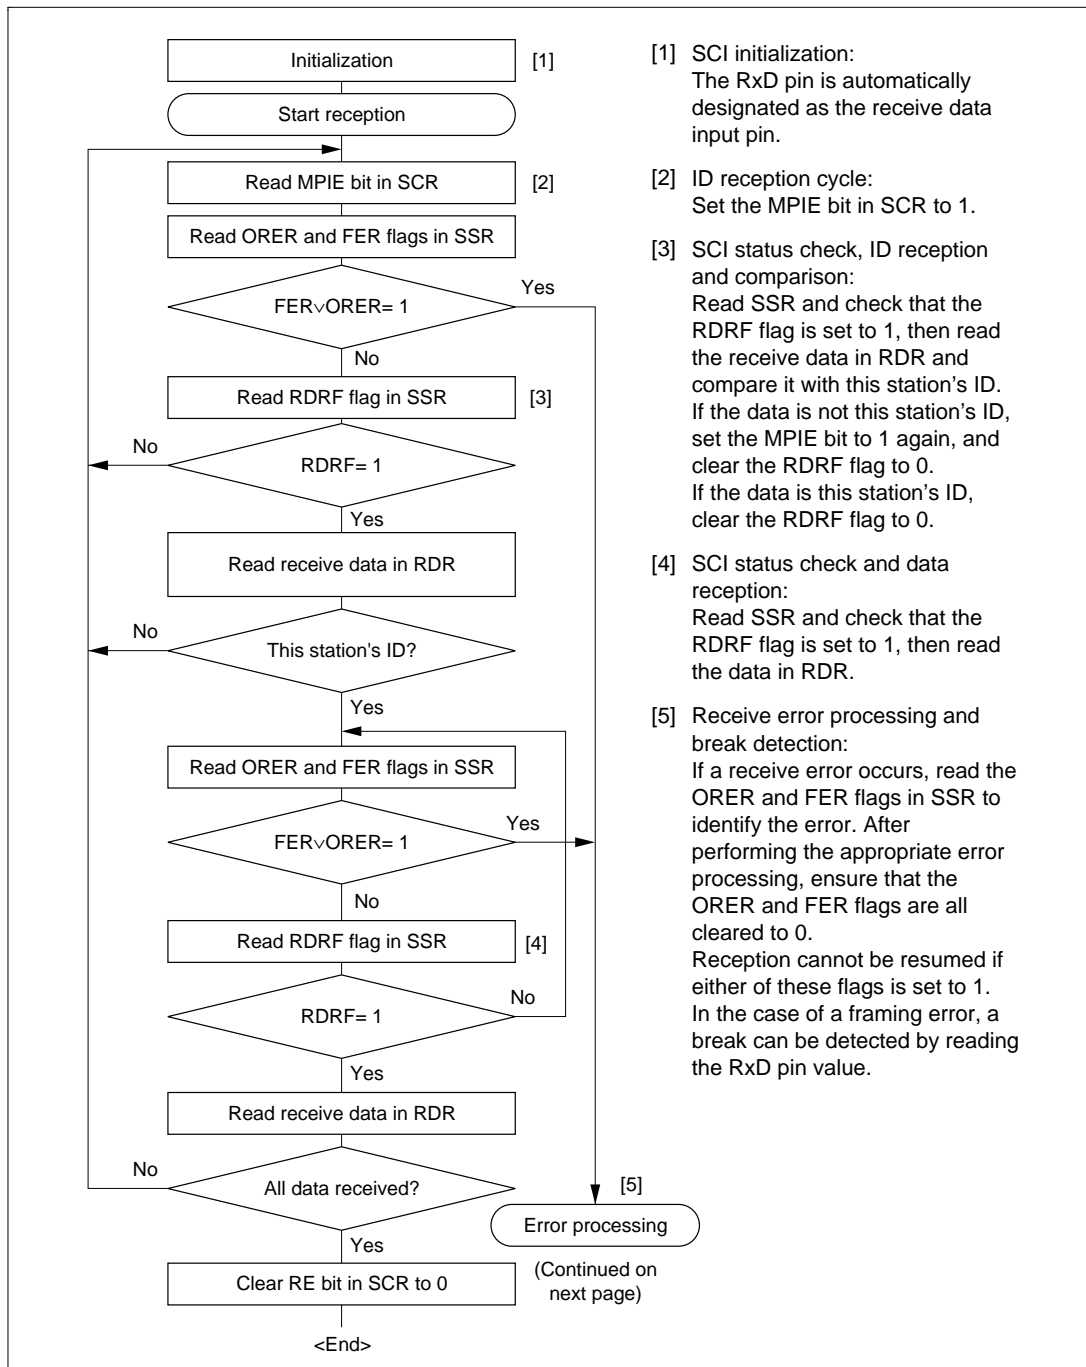 Initialization
[1]
Start reception
Read MPIE bit in SCR
[2]
Read ORER and FER flags in SSR
Yes
FER∨ORER= 1
No
Read RDRF flag in SSR
[3]
No
RDRF= 1
Yes
Read receive data in RDR
No
This station's ID?
Yes
Read ORER and FER flags in SSR
Yes
FER∨ORER= 1
No
Read RDRF flag in SSR
[4]
No
RDRF= 1
Yes
Read receive data in RDR
No
All data received?
[5]
Error processing
Yes
(Continued on
next page)
Clear RE bit in SCR to 0
<End>
[1] SCI initialization:
The RxD pin is automatically
designated as the receive data
input pin.
[2] ID reception cycle:
Set the MPIE bit in SCR to 1.
[3] SCI status check, ID reception
and comparison:
Read SSR and check that the
RDRF flag is set to 1, then read
the receive data in RDR and
compare it with this station's ID.
If the data is not this station's ID,
set the MPIE bit to 1 again, and
clear the RDRF flag to 0.
If the data is this station's ID,
clear the RDRF flag to 0.
[4] SCI status check and data
reception:
Read SSR and check that the
RDRF flag is set to 1, then read
the data in RDR.
[5] Receive error processing and
break detection:
If a receive error occurs, read the
ORER and FER flags in SSR to
identify the error. After
performing the appropriate error
processing, ensure that the
ORER and FER flags are all
cleared to 0.
Reception cannot be resumed if
either of these flags is set to 1.
In the case of a framing error, a
break can be detected by reading
the RxD pin value.